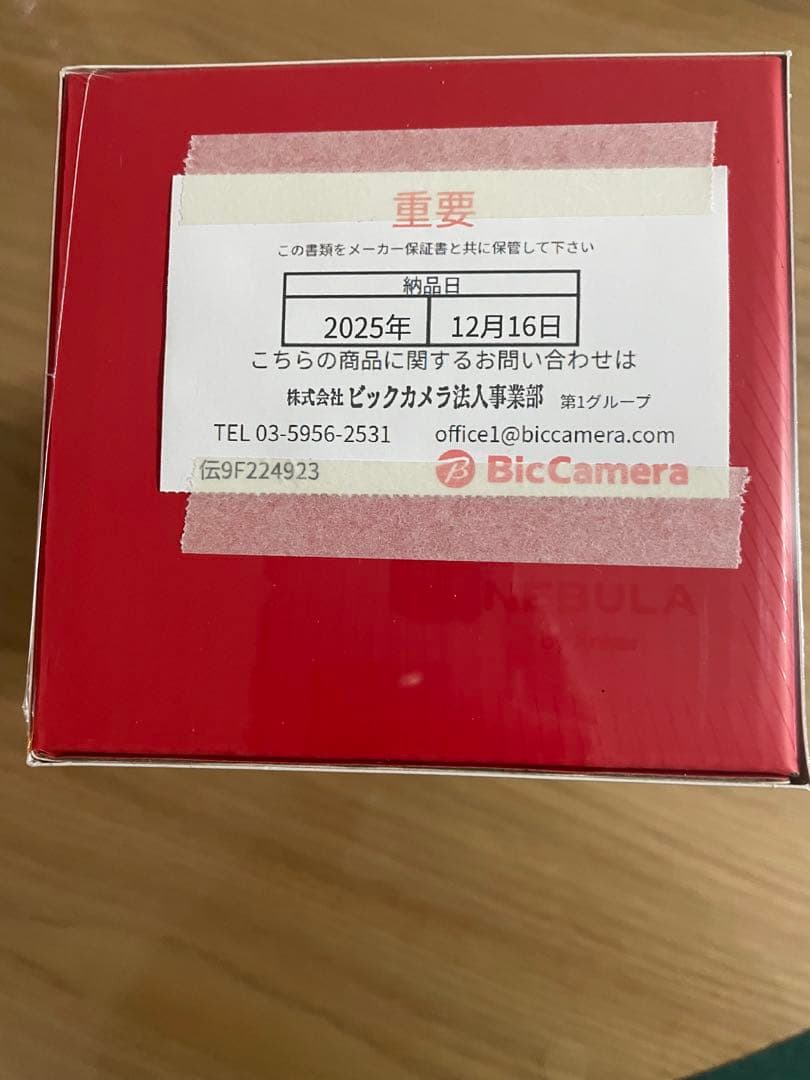 重要
この書類をメーカー保証書と共に保管して下さい
納品日
2025年 12月16日
こちらの商品に関するお問い合わせは
株式会社 ビックカメラ法人事業部 第1グループ
TEL 03-5956-2531 office1@biccamera.com
伝9F224923 B BicCamera
NEBULA
by Anker